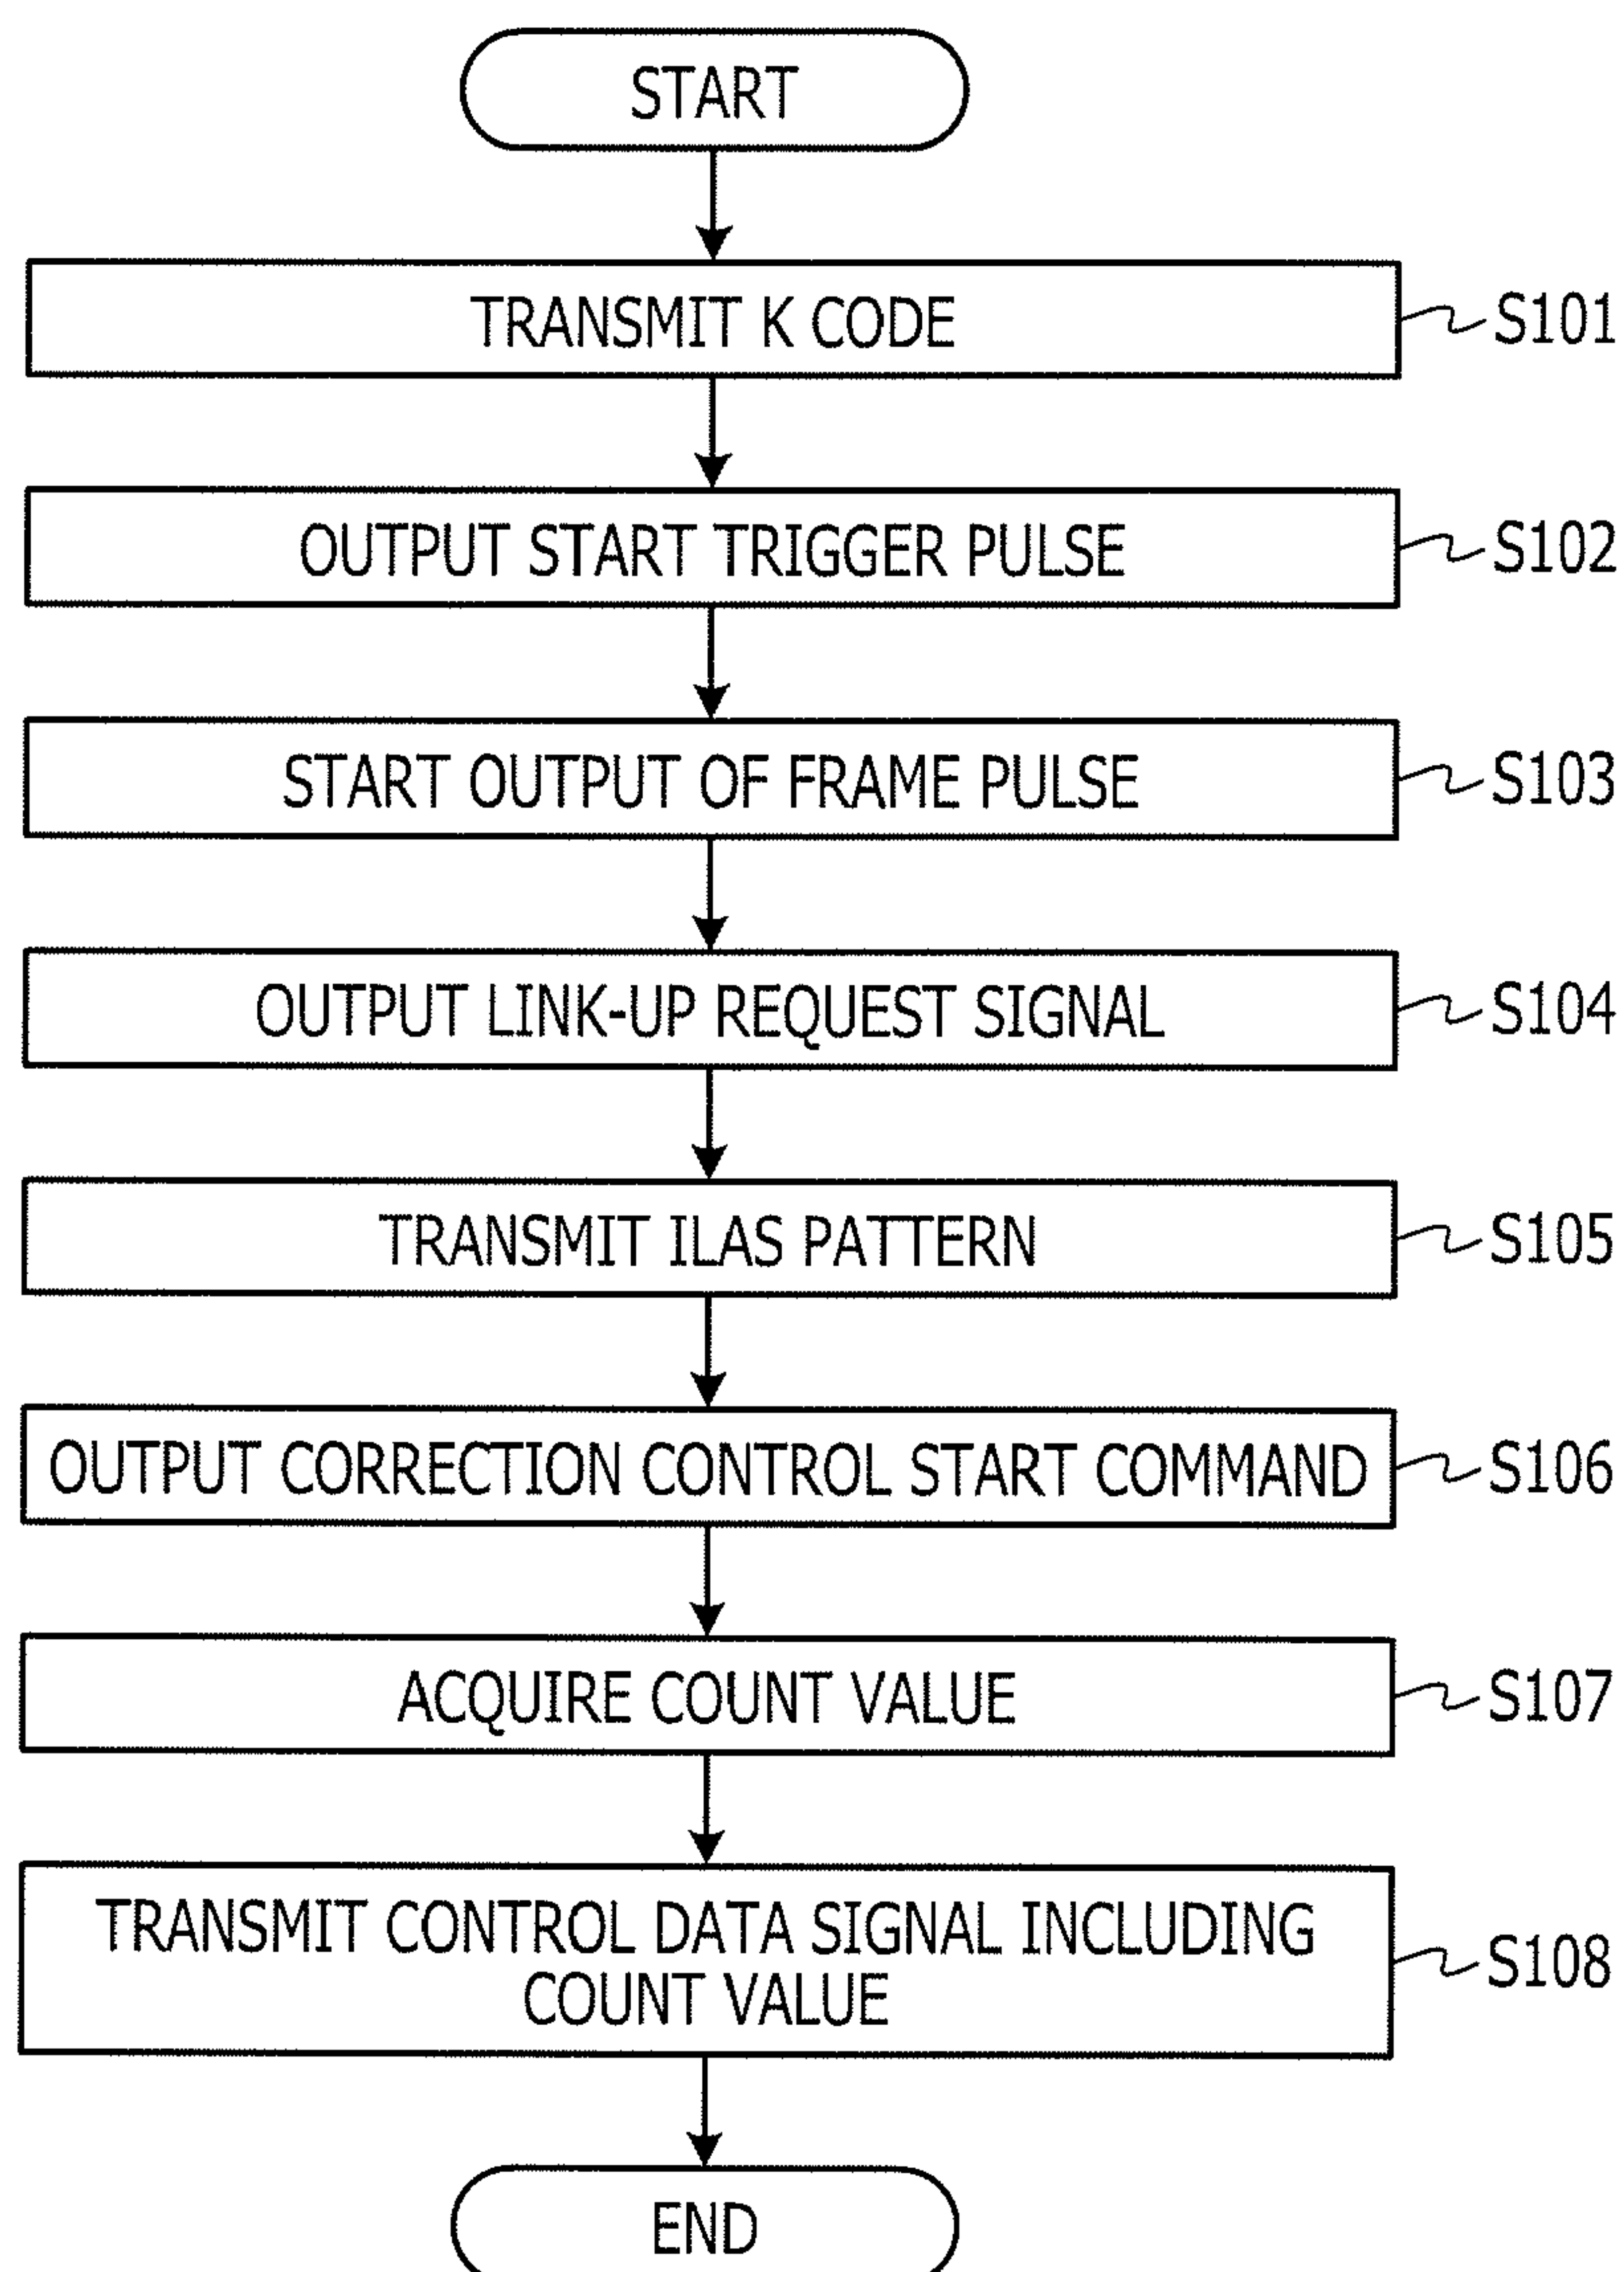 START
TRANSMIT K CODE
S101
OUTPUT START TRIGGER PULSE
S102
START OUTPUT OF FRAME PULSE
S103
OUTPUT LINK-UP REQUEST SIGNAL
S104
TRANSMIT ILAS PATTERN
S105
OUTPUT CORRECTION CONTROL START COMMAND
S106
ACQUIRE COUNT VALUE
S107
TRANSMIT CONTROL DATA SIGNAL INCLUDING
COUNT VALUE
S108
END